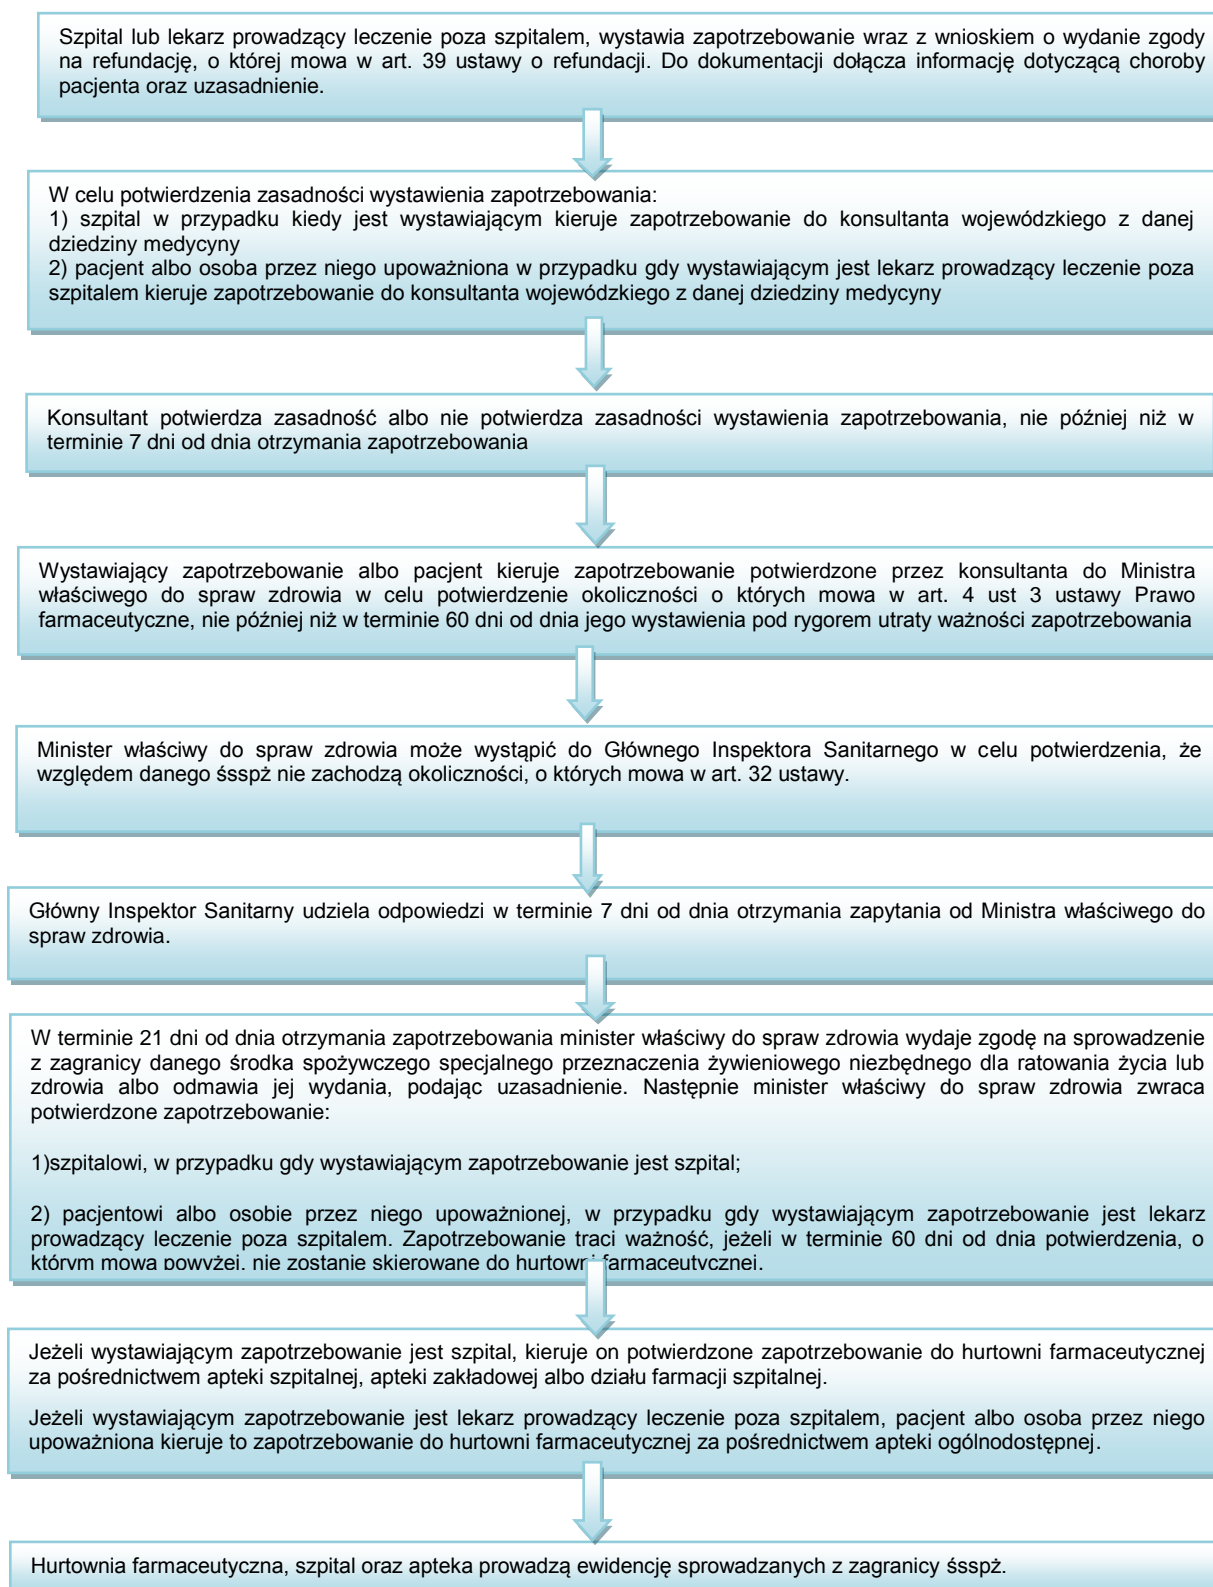 Szpital lub lekarz prowadzący leczenie poza szpitalem, wystawia zapotrzebowanie wraz z wnioskiem o wydanie zgody
na refundację, o której mowa w art. 39 ustawy o refundacji. Do dokumentacji dołącza informację dotyczącą choroby
pacjenta oraz uzasadnienie.
W celu potwierdzenia zasadności wystawienia zapotrzebowania:
1) szpital w przypadku kiedy jest wystawiającym kieruje zapotrzebowanie do konsultanta wojewódzkiego z danej
dziedziny medycyny
2) pacjent albo osoba przez niego upoważniona w przypadku gdy wystawiającym jest lekarz prowadzący leczenie poza
szpitalem kieruje zapotrzebowanie do konsultanta wojewódzkiego z danej dziedziny medycyny
Konsultant potwierdza zasadność albo nie potwierdza zasadności wystawienia zapotrzebowania, nie później niż w
terminie 7 dni od dnia otrzymania zapotrzebowania
Wystawiający zapotrzebowanie albo pacjent kieruje zapotrzebowanie potwierdzone przez konsultanta do Ministra
właściwego do spraw zdrowia w celu potwierdzenie okoliczności o których mowa w art. 4 ust 3 ustawy Prawo
farmaceutyczne, nie później niż w terminie 60 dni od dnia jego wystawienia pod rygorem utraty ważności zapotrzebowania
Minister właściwy do spraw zdrowia może wystąpić do Głównego Inspektora Sanitarnego w celu potwierdzenia, że
względem danego śsspż nie zachodzą okoliczności, o których mowa w art. 32 ustawy.
Główny Inspektor Sanitarny udziela odpowiedzi w terminie 7 dni od dnia otrzymania zapytania od Ministra właściwego do
spraw zdrowia.
W terminie 21 dni od dnia otrzymania zapotrzebowania minister właściwy do spraw zdrowia wydaje zgodę na sprowadzenie
z zagranicy danego środka spożywczego specjalnego przeznaczenia żywieniowego niezbędnego dla ratowania życia lub
zdrowia albo odmawia jej wydania, podając uzasadnienie. Następnie minister właściwy do spraw zdrowia zwraca
potwierdzone zapotrzebowanie:
1)szpitalowi, w przypadku gdy wystawiającym zapotrzebowanie jest szpital;
2) pacjentowi albo osobie przez niego upoważnionej, w przypadku gdy wystawiającym zapotrzebowanie jest lekarz
prowadzący leczenie poza szpitalem. Zapotrzebowanie traci ważność, jeżeli w terminie 60 dni od dnia potwierdzenia, o
którym mowa powyżej, nie zostanie skierowane do hurtowni farmaceutycznej.
Jeżeli wystawiającym zapotrzebowanie jest szpital, kieruje on potwierdzone zapotrzebowanie do hurtowni farmaceutycznej
za pośrednictwem apteki szpitalnej, apteki zakładowej albo działu farmacji szpitalnej.
Jeżeli wystawiającym zapotrzebowanie jest lekarz prowadzący leczenie poza szpitalem, pacjent albo osoba przez niego
upoważniona kieruje to zapotrzebowanie do hurtowni farmaceutycznej za pośrednictwem apteki ogólnodostępnej.
Hurtownia farmaceutyczna, szpital oraz apteka prowadzą ewidencję sprowadzanych z zagranicy śsspż.